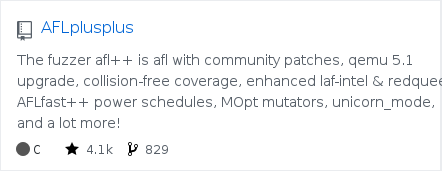 AFLplusplus
The fuzzer afl++ is afl with community patches, qemu 5.1
upgrade, collision-free coverage, enhanced laf-intel & redquee
AFLfast++ power schedules, MOpt mutators, unicorn_mode,
and a lot more!
C 4.1k 829